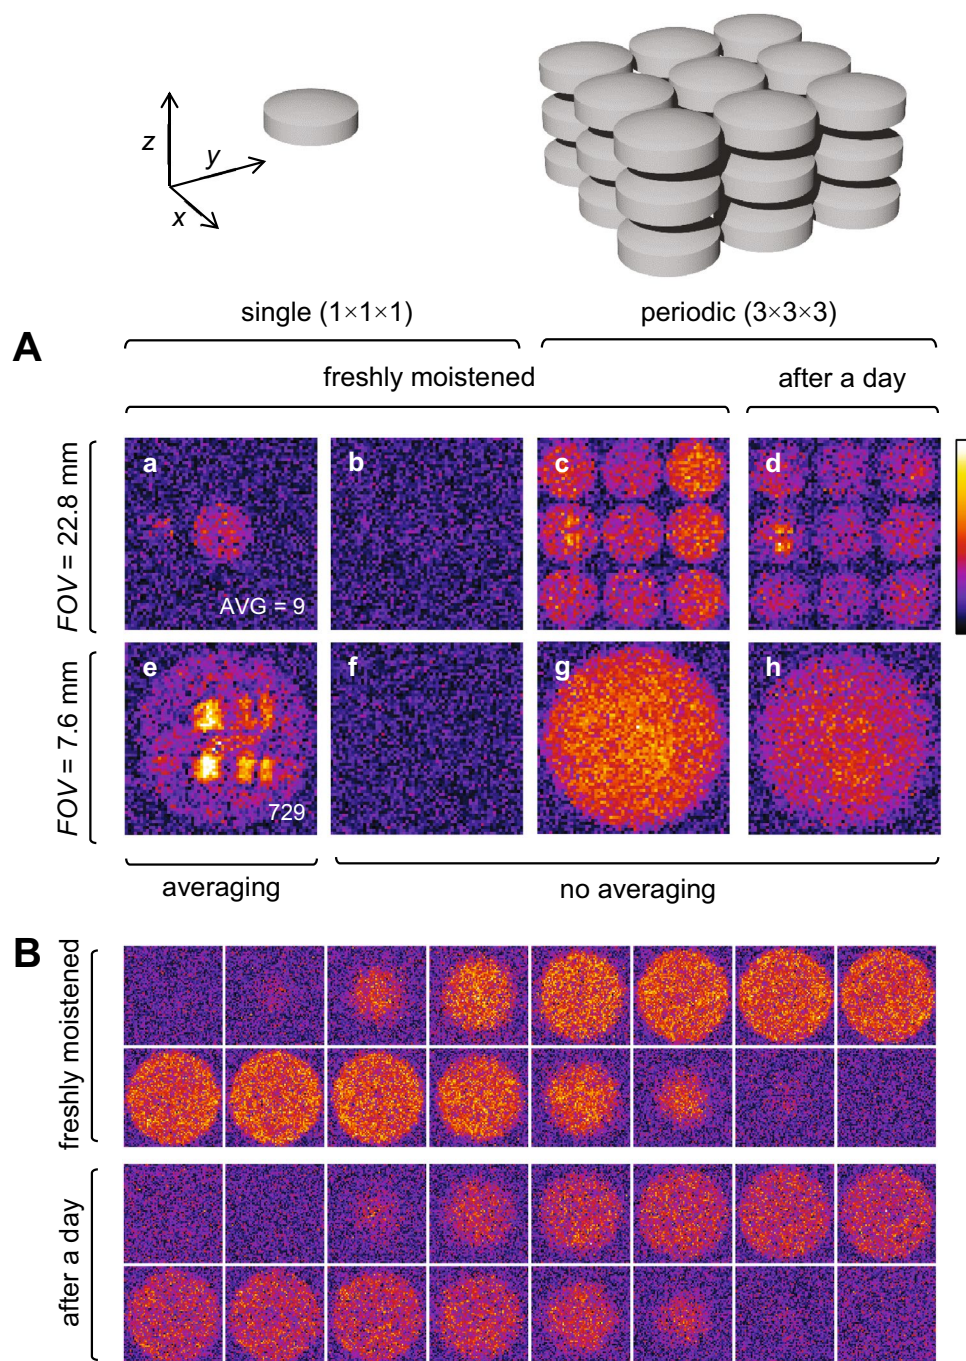 z
y
x
single (1×1×1)
periodic (3×3×3)
A
freshly moistened
after a day
FOV = 22.8 mm
a
b
c
d
AVG = 9
FOV = 7.6 mm
e
f
g
h
729
averaging
no averaging
B
freshly moistened
after a day